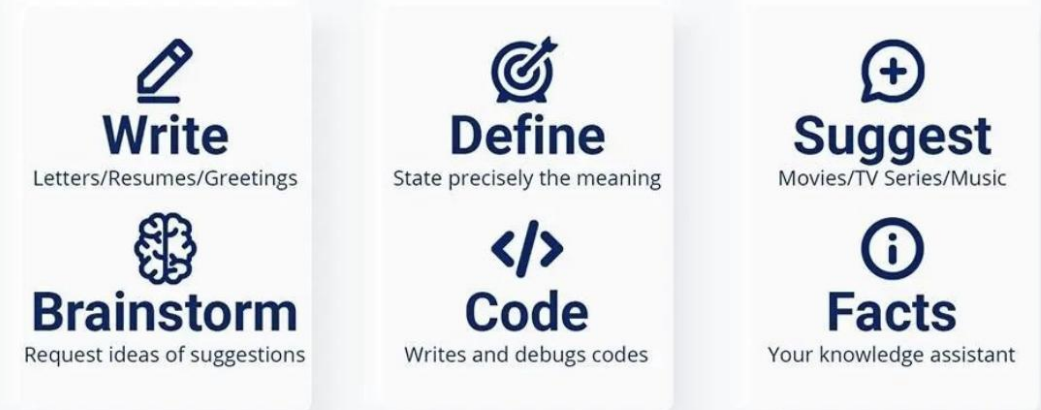 Write
Letters/Resumes/Greetings
Define
State precisely the meaning
Suggest
Movies/TV Series/Music
Brainstorm
Request ideas of suggestions
Code
Writes and debugs codes
Facts
Your knowledge assistant